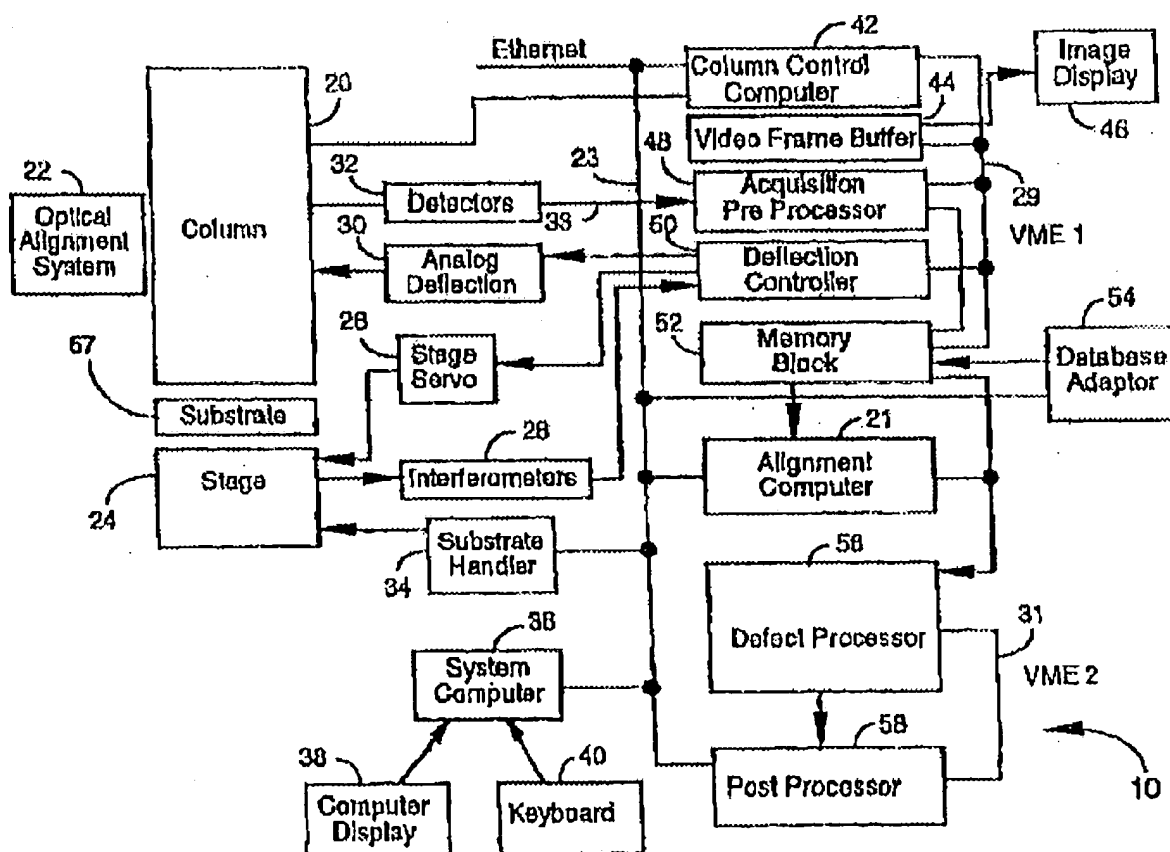 Ethernet
42
Column Control
Computer
44
Image
Display
46
20
Video Frame Buffer
22
Optical
Alignment
System
Column
32
Detectors
33
23
48
Acquisition
Pre Processor
29
VME 1
30
Analog
Deflection
50
Deflection
Controller
26
Stage
Servo
52
Memory
Block
54
Database
Adaptor
57
Substrate
24
Stage
28
Interferometers
21
Alignment
Computer
34
Substrate
Handler
56
Defect Processor
31
VME 2
36
System
Computer
58
Post Processor
10
38
Computer
Display
40
Keyboard